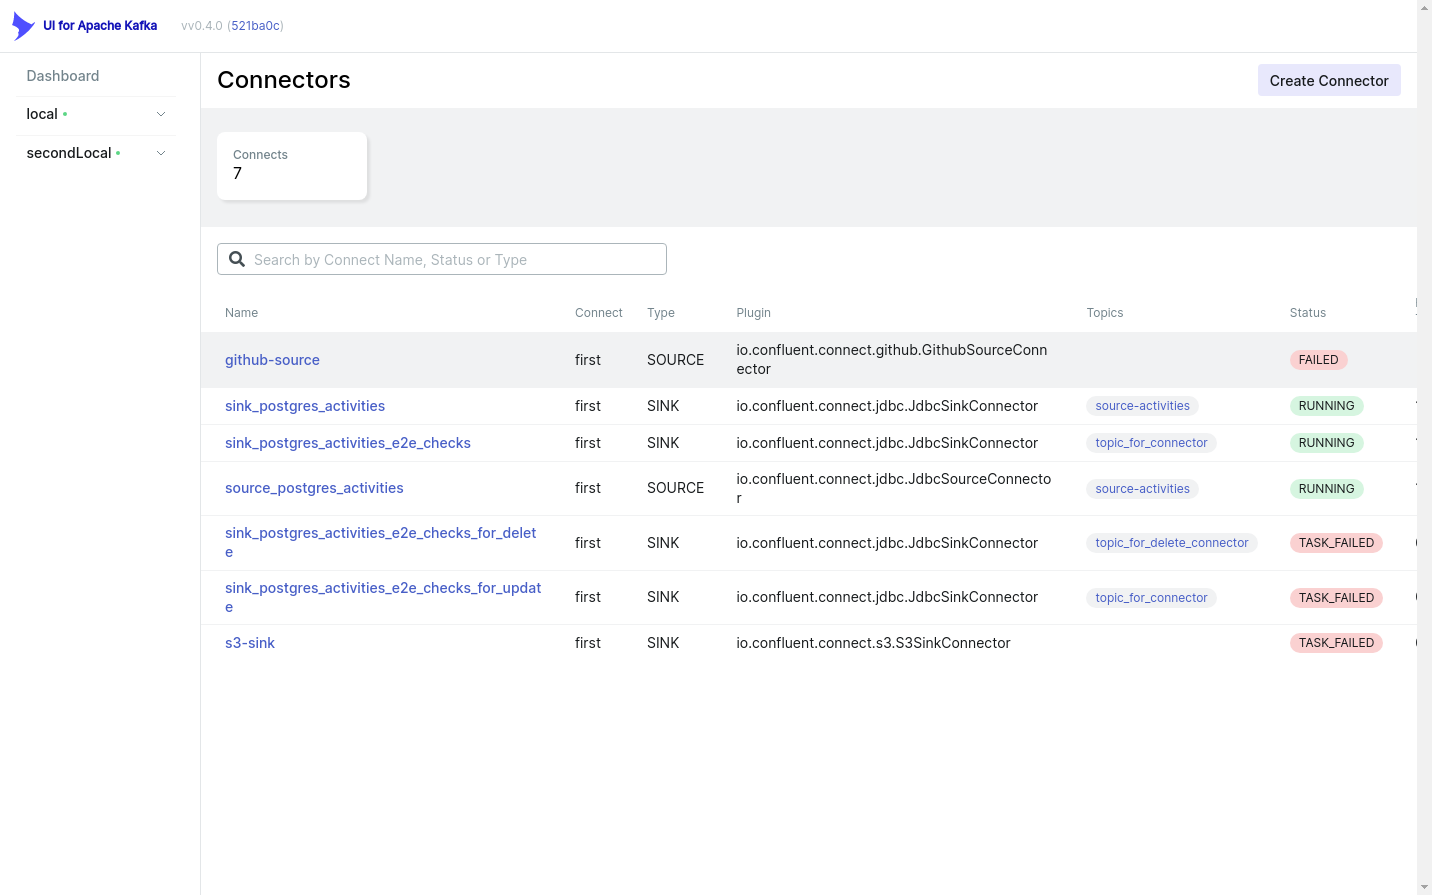 UI for Apache Kafka vv0.4.0 (521ba0c)
Dashboard
local
secondLocal
Connectors
Create Connector
Connects
7
Search by Connect Name, Status or Type
Name Connect Type Plugin Topics Status
github-source first SOURCE io.confluent.connect.github.GithubSourceConn
ector FAILED
sink_postgres_activities first SINK io.confluent.connect.jdbc.JdbcSinkConnector source-activities RUNNING
sink_postgres_activities_e2e_checks first SINK io.confluent.connect.jdbc.JdbcSinkConnector topic_for_connector RUNNING
source_postgres_activities first SOURCE io.confluent.connect.jdbc.JdbcSourceConnecto
r source-activities RUNNING
sink_postgres_activities_e2e_checks_for_delet
e first SINK io.confluent.connect.jdbc.JdbcSinkConnector topic_for_delete_connector TASK_FAILED
sink_postgres_activities_e2e_checks_for_updat
e first SINK io.confluent.connect.jdbc.JdbcSinkConnector topic_for_connector TASK_FAILED
s3-sink first SINK io.confluent.connect.s3.S3SinkConnector TASK_FAILED